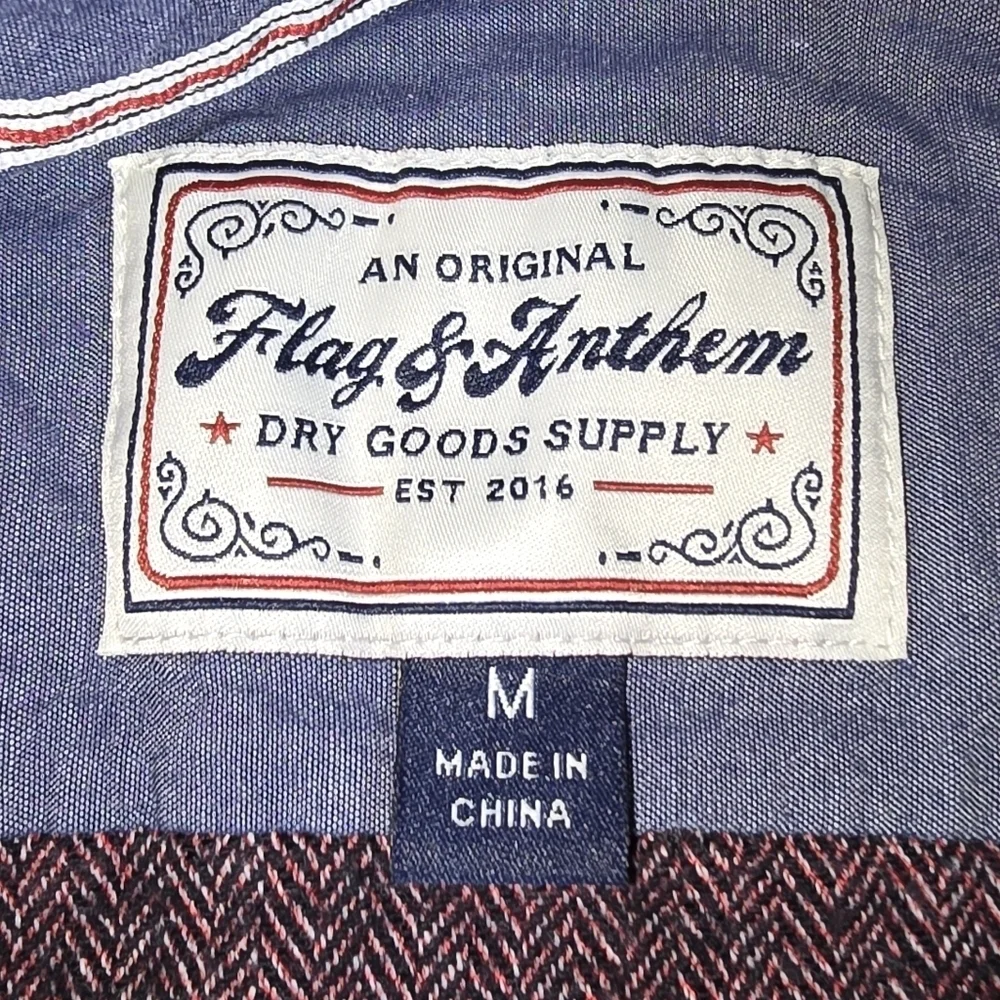 AN ORIGINAL
Flag & Anthem
DRY GOODS SUPPLY
EST 2016
M
MADE IN
CHINA